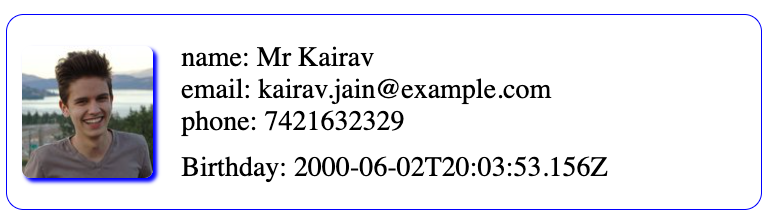 name: Mr Kairav
email: kairav.jain@example.com
phone: 7421632329
Birthday: 2000-06-02T20:03:53.156Z